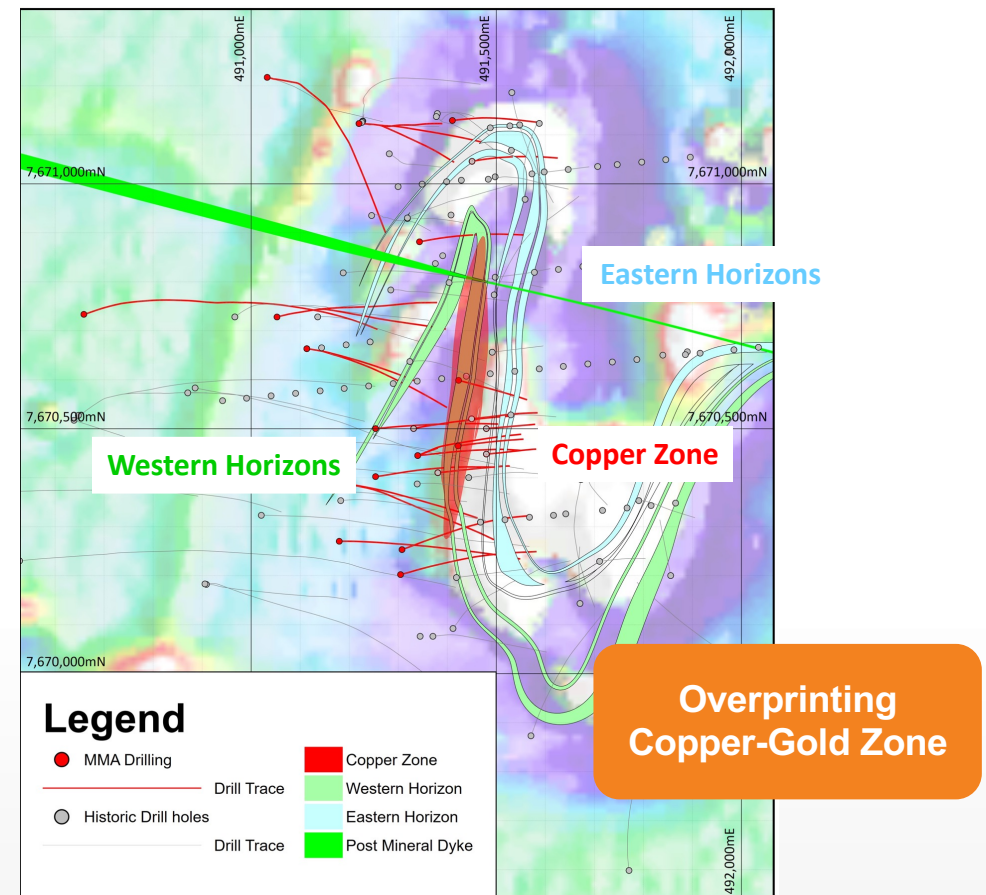 491,000mE
491,500mE
492,000mE
7,671,000mN
7,671,000mN
Eastern Horizons
7,670,500mN
7,670,500mN
Western Horizons
Copper Zone
7,670,000mN
Overprinting
Copper-Gold Zone
Legend
MMA Drilling
Drill Trace
Historic Drill holes
Drill Trace
Copper Zone
Western Horizon
Eastern Horizon
Post Mineral Dyke
492,000mE